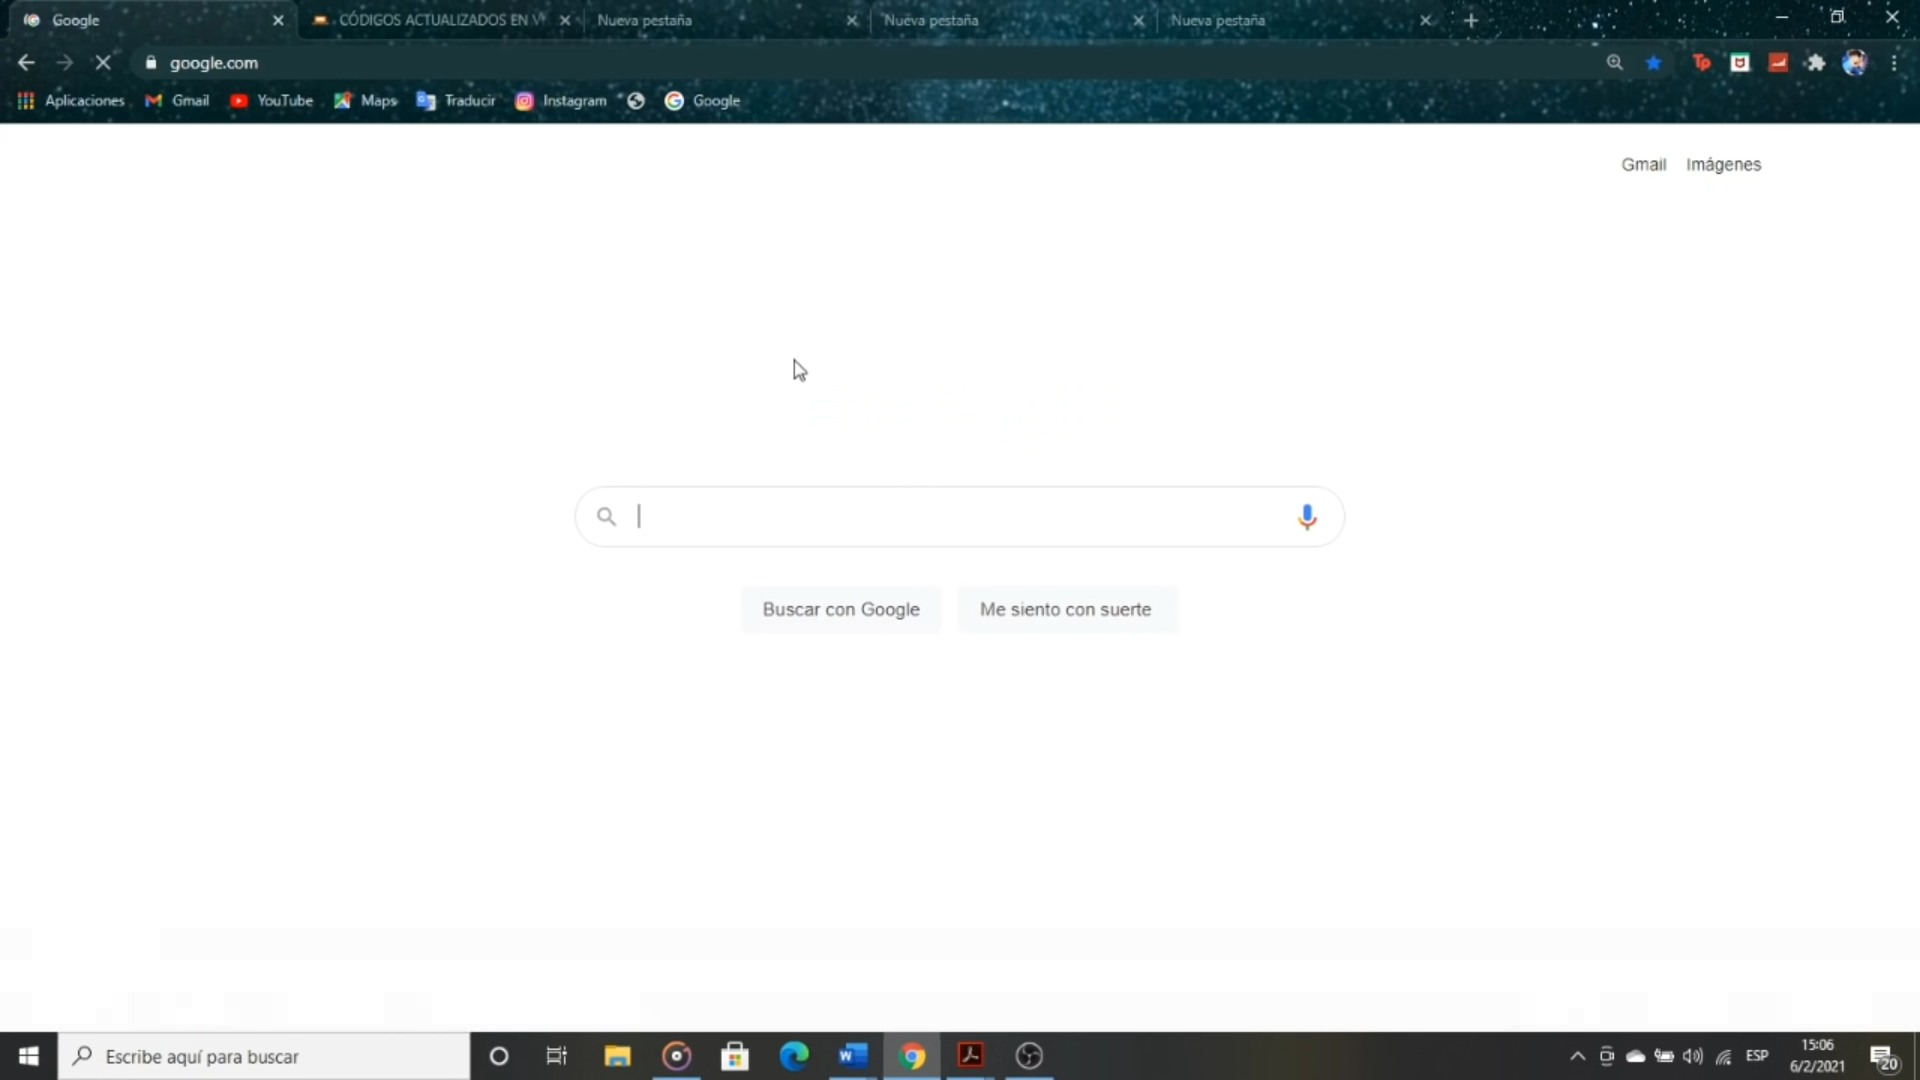 Google
CÓDIGOS ACTUALIZADOS EN
Nueva pestaña
Nueva pestaña
Nueva pestaña
google.com
Aplicaciones
Gmail
YouTube
Maps
Traducir
Instagram
Google
Gmail
Imágenes
Buscar con Google
Me siento con suerte
Escribe aquí para buscar
ESP
15:06
6/2/2021
20